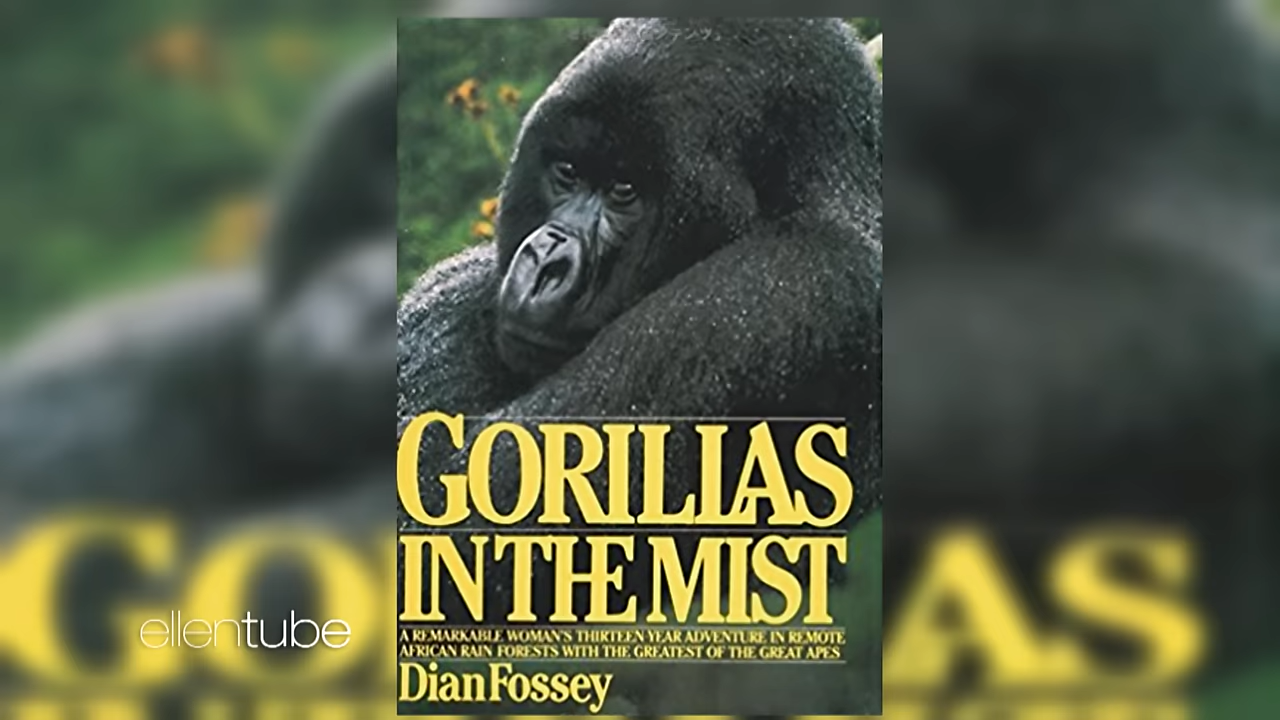 GORILLAS
IN THE MIST
A REMARKABLE WOMAN'S THIRTEEN-YEAR ADVENTURE IN REMOTE
AFRICAN RAIN FORESTS WITH THE GREATEST OF THE GREAT APES
Dian Fossey
ellentube